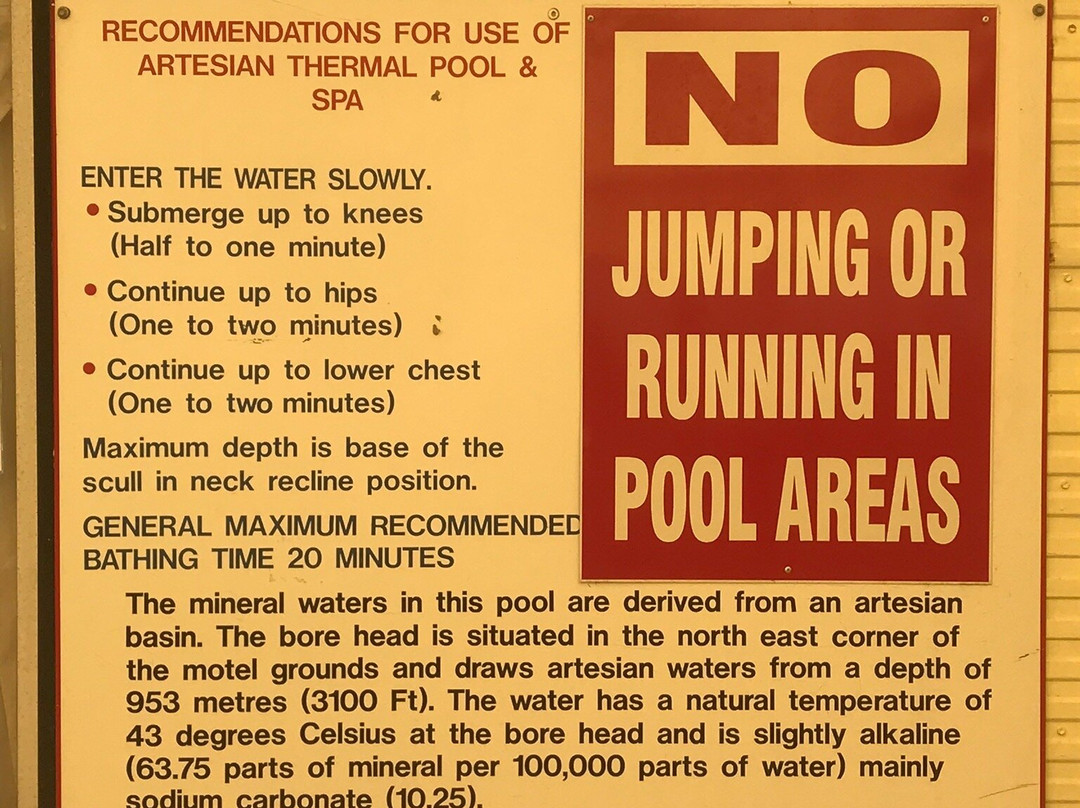 RECOMMENDATIONS FOR USE OF
ARTESIAN THERMAL POOL &
SPA
ENTER THE WATER SLOWLY.
• Submerge up to knees
(Half to one minute)
• Continue up to hips
(One to two minutes)
• Continue up to lower chest
(One to two minutes)
Maximum depth is base of the
scull in neck recline position.
GENERAL MAXIMUM RECOMMENDED
BATHING TIME 20 MINUTES
NO
JUMPING OR
RUNNING IN
POOL AREAS
The mineral waters in this pool are derived from an artesian
basin. The bore head is situated in the north east corner of
the motel grounds and draws artesian waters from a depth of
953 metres (3100 Ft). The water has a natural temperature of
43 degrees Celsius at the bore head and is slightly alkaline
(63.75 parts of mineral per 100,000 parts of water) mainly
sodium carbonate (10.25).